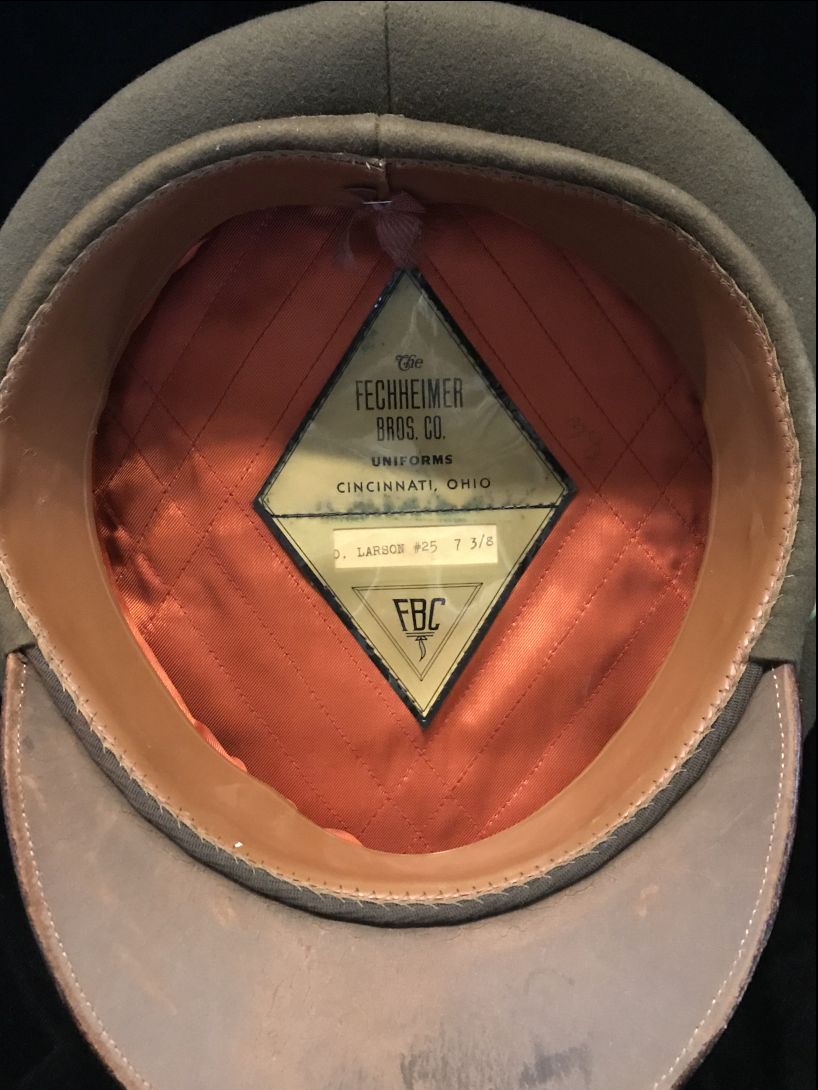 The
FECHHEIMER
BROS. CO.
UNIFORMS
CINCINNATI, OHIO
D. LARSON #25 7 3/8
FBC